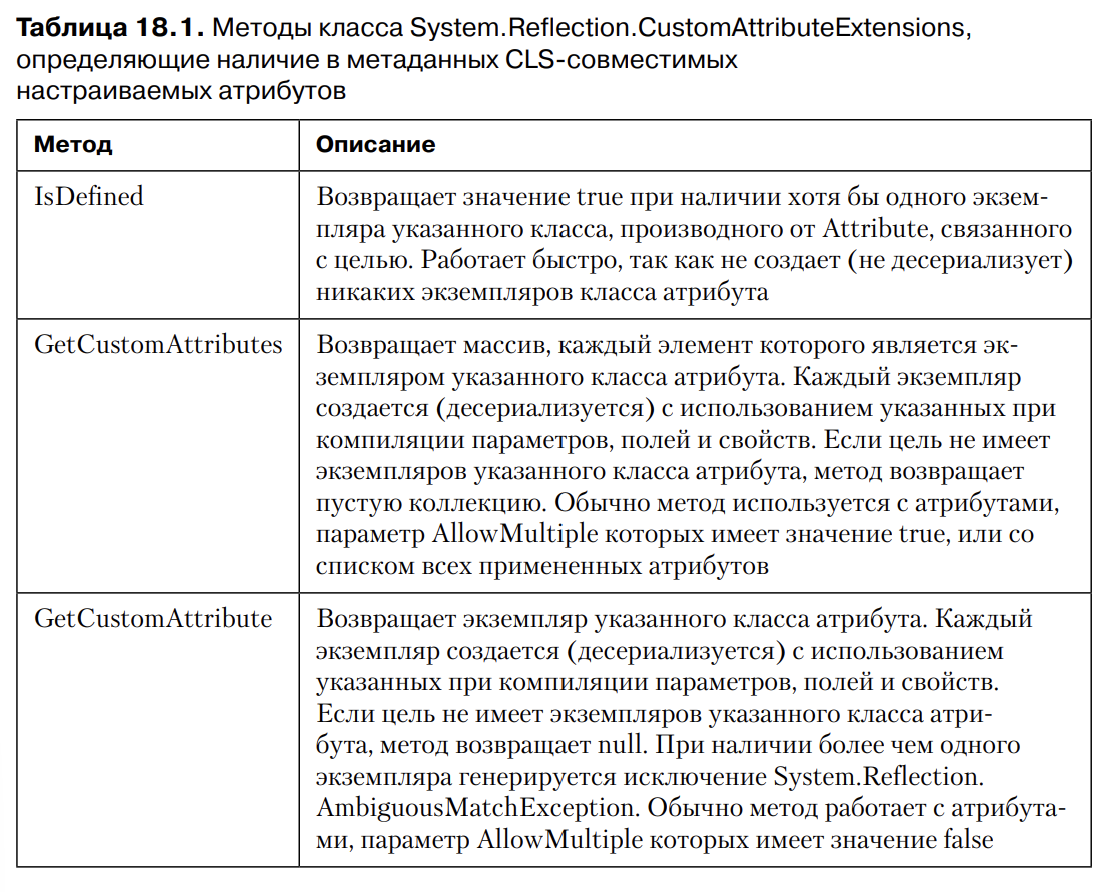 Таблица 18.1. Методы класса System.Reflection.CustomAttributeExtensions,
определяющие наличие в метаданных CLS-совместимых
настраиваемых атрибутов
Метод
Описание
IsDefined
Возвращает значение true при наличии хотя бы одного экзем-
пляра указанного класса, производного от Attribute, связанного
с целью. Работает быстро, так как не создает (не десериализует)
никаких экземпляров класса атрибута
GetCustomAttributes
Возвращает массив, каждый элемент которого является эк-
земпляром указанного класса атрибута. Каждый экземпляр
создается (десериализуется) с использованием указанных при
компиляции параметров, полей и свойств. Если цель не имеет
экземпляров указанного класса атрибута, метод возвращает
пустую коллекцию. Обычно метод используется с атрибутами,
параметр AllowMultiple которых имеет значение true, или со
списком всех примененных атрибутов
GetCustomAttribute
Возвращает экземпляр указанного класса атрибута. Каждый
экземпляр создается (десериализуется) с использованием
указанных при компиляции параметров, полей и свойств.
Если цель не имеет экземпляров указанного класса атри-
бута, метод возвращает null. При наличии более чем одного
экземпляра генерируется исключение System.Reflection.
AmbiguousMatchException. Обычно метод работает с атрибута-
ми, параметр AllowMultiple которых имеет значение false